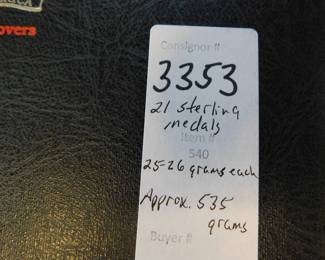 overs
Consignor #
3353
21 sterling
medals
Item #
540
25-26 grams each
Approx. 535
grams
Buyer #